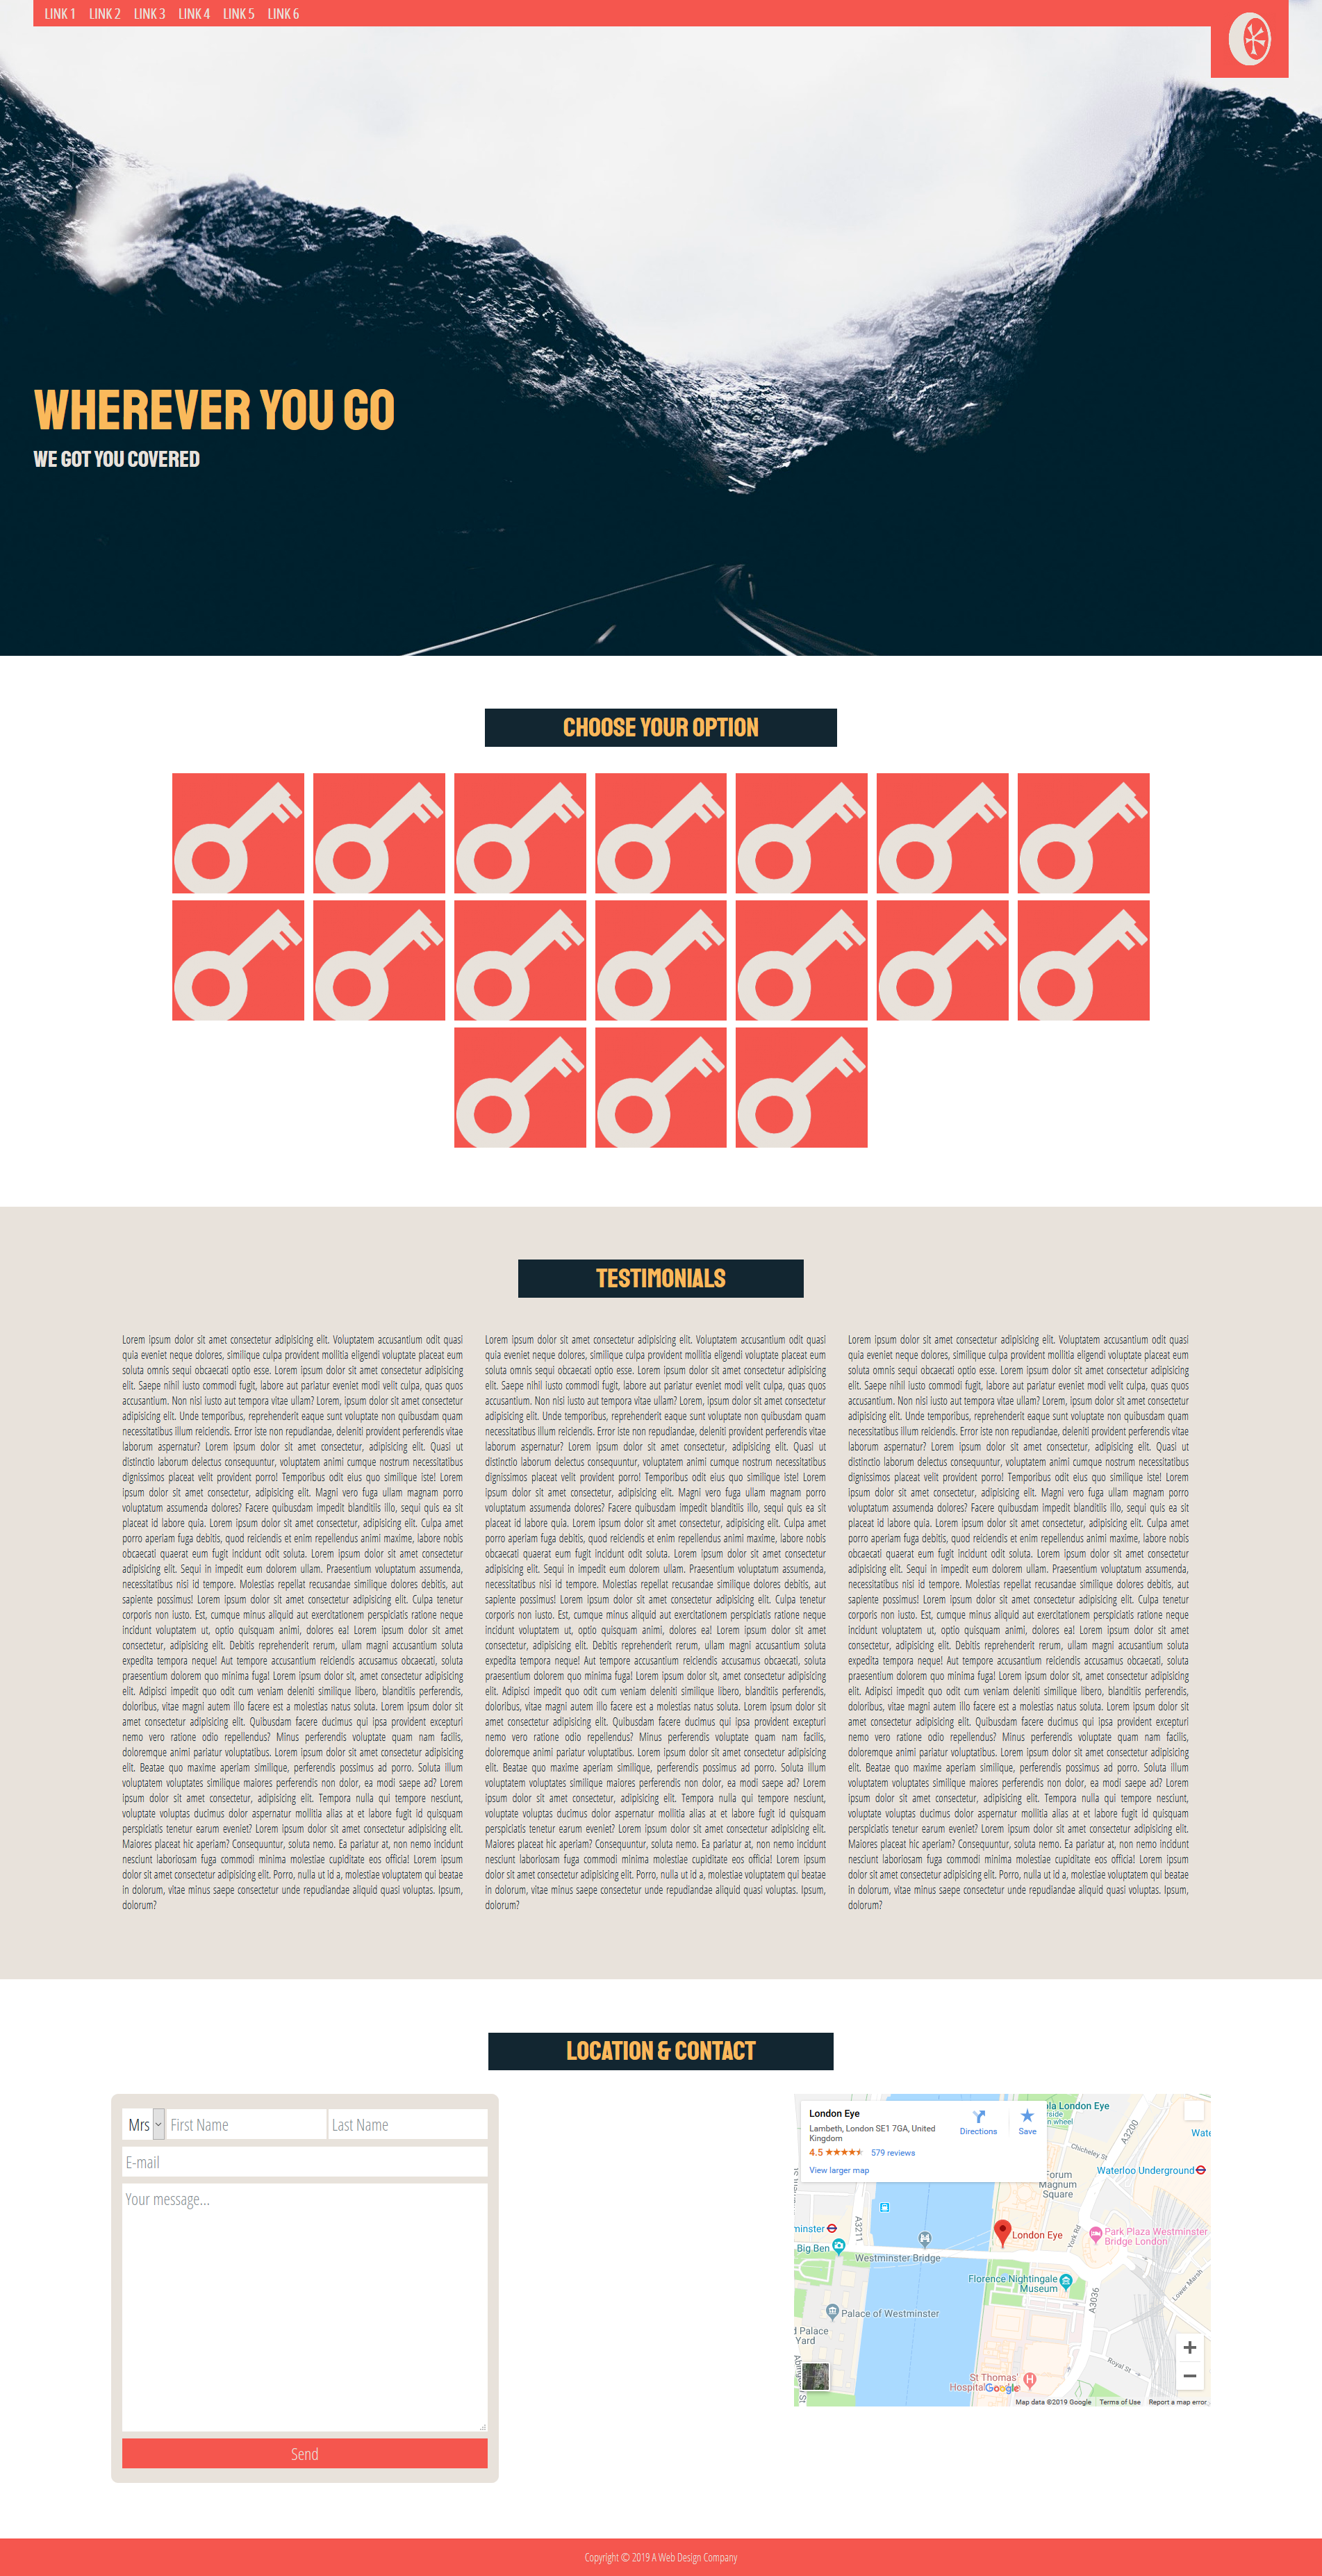 LINK 1 LINK 2 LINK 3 LINK 4 LINK 5 LINK 6
WHEREVER YOU GO
WE GOT YOU COVERED
CHOOSE YOUR OPTION
TESTIMONIALS
Lorem ipsum dolor sit amet consectetur adipisicing elit. Voluptatem accusantium odit quasi
quia eveniet neque dolores, similique culpa provident mollitia eligendi voluptate placeat eum
soluta omnis sequi obcaecati optio esse. Lorem ipsum dolor sit amet consectetur adipisicing
elit. Saepe nihil iusto commodi fugit, labore aut pariatur eveniet modi velit culpa, quas quos
accusantium. Non nisi iusto aut tempora vitae ullam? Lorem, ipsum dolor sit amet consectetur
adipisicing elit. Unde temporibus, reprehenderit eaque sunt voluptate non quibusdam quam
necessitatibus illum reiciendis. Error iste non repudiandae, deleniti provident perferendis vitae
laborum aspernatur? Lorem ipsum dolor sit amet consectetur, adipisicing elit. Quasi ut
distinctio laborum delectus consequuntur, voluptatem animi cumque nostrum necessitatibus
dignissimos placeat velit provident porro! Temporibus odit eius quo similique iste! Lorem
ipsum dolor sit amet consectetur, adipisicing elit. Magni vero fuga ullam magnam porro
voluptatum assumenda dolores? Facere quibusdam impedit blanditiis illo, sequi quis ea sit
placeat id labore quia. Lorem ipsum dolor sit amet consectetur, adipisicing elit. Culpa amet
porro aperiam fuga debitis, quod reiciendis et enim repellendus animi maxime, labore nobis
obcaecati quaerat eum fugit incidunt odit soluta. Lorem ipsum dolor sit amet consectetur
adipisicing elit. Sequi in impedit eum dolorem ullam. Praesentium voluptatum assumenda,
necessitatibus nisi id tempore. Molestias repellat recusandae similique dolores debitis, aut
sapiente possimus! Lorem ipsum dolor sit amet consectetur adipisicing elit. Culpa tenetur
corporis non iusto. Est, cumque minus aliquid aut exercitationem perspiciatis ratione neque
incidunt voluptatem ut, optio quisquam animi, dolores ea! Lorem ipsum dolor sit amet
consectetur, adipisicing elit. Debitis reprehenderit rerum, ullam magni accusantium soluta
expedita tempora neque! Aut tempore accusantium reiciendis accusamus obcaecati, soluta
praesentium dolorem quo minima fuga! Lorem ipsum dolor sit, amet consectetur adipisicing
elit. Adipisci impedit quo odit cum veniam deleniti similique libero, blanditiis perferendis,
doloribus, vitae magni autem illo facere est a molestias natus soluta. Lorem ipsum dolor sit
amet consectetur adipisicing elit. Quibusdam facere ducimus qui ipsa provident excepturi
nemo vero ratione odio repellendus? Minus perferendis voluptate quam nam facilis,
doloremque animi pariatur voluptatibus. Lorem ipsum dolor sit amet consectetur adipisicing
elit. Beatae quo maxime aperiam similique, perferendis possimus ad porro. Soluta illum
voluptatem voluptates similique maiores perferendis non dolor, ea modi saepe ad? Lorem
ipsum dolor sit amet consectetur, adipisicing elit. Tempora nulla qui tempore nesciunt,
voluptate voluptas ducimus dolor aspernatur mollitia alias at et labore fugit id quisquam
perspiciatis tenetur earum eveniet? Lorem ipsum dolor sit amet consectetur adipisicing elit.
Maiores placeat hic aperiam? Consequuntur, soluta nemo. Ea pariatur at, non nemo incidunt
nesciunt laboriosam fuga commodi minima molestiae cupiditate eos officia! Lorem ipsum
dolor sit amet consectetur adipisicing elit. Porro, nulla ut id a, molestiae voluptatem qui beatae
in dolorum, vitae minus saepe consectetur unde repudiandae aliquid quasi voluptas. Ipsum,
dolorum?
Lorem ipsum dolor sit amet consectetur adipisicing elit. Voluptatem accusantium odit quasi
quia eveniet neque dolores, similique culpa provident mollitia eligendi voluptate placeat eum
soluta omnis sequi obcaecati optio esse. Lorem ipsum dolor sit amet consectetur adipisicing
elit. Saepe nihil iusto commodi fugit, labore aut pariatur eveniet modi velit culpa, quas quos
accusantium. Non nisi iusto aut tempora vitae ullam? Lorem, ipsum dolor sit amet consectetur
adipisicing elit. Unde temporibus, reprehenderit eaque sunt voluptate non quibusdam quam
necessitatibus illum reiciendis. Error iste non repudiandae, deleniti provident perferendis vitae
laborum aspernatur? Lorem ipsum dolor sit amet consectetur, adipisicing elit. Quasi ut
distinctio laborum delectus consequuntur, voluptatem animi cumque nostrum necessitatibus
dignissimos placeat velit provident porro! Temporibus odit eius quo similique iste! Lorem
ipsum dolor sit amet consectetur, adipisicing elit. Magni vero fuga ullam magnam porro
voluptatum assumenda dolores? Facere quibusdam impedit blanditiis illo, sequi quis ea sit
placeat id labore quia. Lorem ipsum dolor sit amet consectetur, adipisicing elit. Culpa amet
porro aperiam fuga debitis, quod reiciendis et enim repellendus animi maxime, labore nobis
obcaecati quaerat eum fugit incidunt odit soluta. Lorem ipsum dolor sit amet consectetur
adipisicing elit. Sequi in impedit eum dolorem ullam. Praesentium voluptatum assumenda,
necessitatibus nisi id tempore. Molestias repellat recusandae similique dolores debitis, aut
sapiente possimus! Lorem ipsum dolor sit amet consectetur adipisicing elit. Culpa tenetur
corporis non iusto. Est, cumque minus aliquid aut exercitationem perspiciatis ratione neque
incidunt voluptatem ut, optio quisquam animi, dolores ea! Lorem ipsum dolor sit amet
consectetur, adipisicing elit. Debitis reprehenderit rerum, ullam magni accusantium soluta
expedita tempora neque! Aut tempore accusantium reiciendis accusamus obcaecati, soluta
praesentium dolorem quo minima fuga! Lorem ipsum dolor sit, amet consectetur adipisicing
elit. Adipisci impedit quo odit cum veniam deleniti similique libero, blanditiis perferendis,
doloribus, vitae magni autem illo facere est a molestias natus soluta. Lorem ipsum dolor sit
amet consectetur adipisicing elit. Quibusdam facere ducimus qui ipsa provident excepturi
nemo vero ratione odio repellendus? Minus perferendis voluptate quam nam facilis,
doloremque animi pariatur voluptatibus. Lorem ipsum dolor sit amet consectetur adipisicing
elit. Beatae quo maxime aperiam similique, perferendis possimus ad porro. Soluta illum
voluptatem voluptates similique maiores perferendis non dolor, ea modi saepe ad? Lorem
ipsum dolor sit amet consectetur, adipisicing elit. Tempora nulla qui tempore nesciunt,
voluptate voluptas ducimus dolor aspernatur mollitia alias at et labore fugit id quisquam
perspiciatis tenetur earum eveniet? Lorem ipsum dolor sit amet consectetur adipisicing elit.
Maiores placeat hic aperiam? Consequuntur, soluta nemo. Ea pariatur at, non nemo incidunt
nesciunt laboriosam fuga commodi minima molestiae cupiditate eos officia! Lorem ipsum
dolor sit amet consectetur adipisicing elit. Porro, nulla ut id a, molestiae voluptatem qui beatae
in dolorum, vitae minus saepe consectetur unde repudiandae aliquid quasi voluptas. Ipsum,
dolorum?
Lorem ipsum dolor sit amet consectetur adipisicing elit. Voluptatem accusantium odit quasi
quia eveniet neque dolores, similique culpa provident mollitia eligendi voluptate placeat eum
soluta omnis sequi obcaecati optio esse. Lorem ipsum dolor sit amet consectetur adipisicing
elit. Saepe nihil iusto commodi fugit, labore aut pariatur eveniet modi velit culpa, quas quos
accusantium. Non nisi iusto aut tempora vitae ullam? Lorem, ipsum dolor sit amet consectetur
adipisicing elit. Unde temporibus, reprehenderit eaque sunt voluptate non quibusdam quam
necessitatibus illum reiciendis. Error iste non repudiandae, deleniti provident perferendis vitae
laborum aspernatur? Lorem ipsum dolor sit amet consectetur, adipisicing elit. Quasi ut
distinctio laborum delectus consequuntur, voluptatem animi cumque nostrum necessitatibus
dignissimos placeat velit provident porro! Temporibus odit eius quo similique iste! Lorem
ipsum dolor sit amet consectetur, adipisicing elit. Magni vero fuga ullam magnam porro
voluptatum assumenda dolores? Facere quibusdam impedit blanditiis illo, sequi quis ea sit
placeat id labore quia. Lorem ipsum dolor sit amet consectetur, adipisicing elit. Culpa amet
porro aperiam fuga debitis, quod reiciendis et enim repellendus animi maxime, labore nobis
obcaecati quaerat eum fugit incidunt odit soluta. Lorem ipsum dolor sit amet consectetur
adipisicing elit. Sequi in impedit eum dolorem ullam. Praesentium voluptatum assumenda,
necessitatibus nisi id tempore. Molestias repellat recusandae similique dolores debitis, aut
sapiente possimus! Lorem ipsum dolor sit amet consectetur adipisicing elit. Culpa tenetur
corporis non iusto. Est, cumque minus aliquid aut exercitationem perspiciatis ratione neque
incidunt voluptatem ut, optio quisquam animi, dolores ea! Lorem ipsum dolor sit amet
consectetur, adipisicing elit. Debitis reprehenderit rerum, ullam magni accusantium soluta
expedita tempora neque! Aut tempore accusantium reiciendis accusamus obcaecati, soluta
praesentium dolorem quo minima fuga! Lorem ipsum dolor sit, amet consectetur adipisicing
elit. Adipisci impedit quo odit cum veniam deleniti similique libero, blanditiis perferendis,
doloribus, vitae magni autem illo facere est a molestias natus soluta. Lorem ipsum dolor sit
amet consectetur adipisicing elit. Quibusdam facere ducimus qui ipsa provident excepturi
nemo vero ratione odio repellendus? Minus perferendis voluptate quam nam facilis,
doloremque animi pariatur voluptatibus. Lorem ipsum dolor sit amet consectetur adipisicing
elit. Beatae quo maxime aperiam similique, perferendis possimus ad porro. Soluta illum
voluptatem voluptates similique maiores perferendis non dolor, ea modi saepe ad? Lorem
ipsum dolor sit amet consectetur, adipisicing elit. Tempora nulla qui tempore nesciunt,
voluptate voluptas ducimus dolor aspernatur mollitia alias at et labore fugit id quisquam
perspiciatis tenetur earum eveniet? Lorem ipsum dolor sit amet consectetur adipisicing elit.
Maiores placeat hic aperiam? Consequuntur, soluta nemo. Ea pariatur at, non nemo incidunt
nesciunt laboriosam fuga commodi minima molestiae cupiditate eos officia! Lorem ipsum
dolor sit amet consectetur adipisicing elit. Porro, nulla ut id a, molestiae voluptatem qui beatae
in dolorum, vitae minus saepe consectetur unde repudiandae aliquid quasi voluptas. Ipsum,
dolorum?
LOCATION & CONTACT
Mrs First Name Last Name
E-mail
Your message...
Send
London Eye
Lambeth, London SE1 7GA, United
Kingdom
4.5 579 reviews
View larger map
Directions
Save
la London Eye
rside
n wheel
A3200
Chicheley St
Wate
Waterloo Underground
Forum
Magnum
Square
York Rd
minster
A3211
Big Ben
Westminster Bridge
London Eye
Park Plaza Westminster
Bridge London
Florence Nightingale
Museum
Lower Marsh
A3036
Palace of Westminster
d Palace
Yard
Royal St
St Thomas'
Hospital
Google
Map data ©2019 Google Terms of Use Report a map error
Copyright © 2019 A Web Design Company